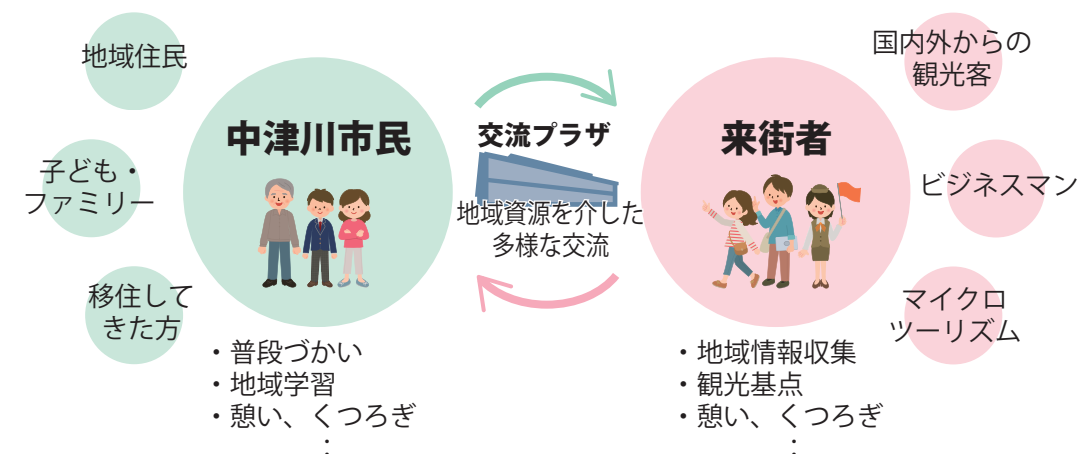 地域住民
子ども・
ファミリー
移住して
きた方
中津川市民
・普段づかい
・地域学習
・憩い、くつろぎ
交流プラザ
地域資源を介した
多様な交流
来街者
・地域情報収集
・観光基点
・憩い、くつろぎ
国内外からの
観光客
ビジネスマン
マイクロ
ツーリズム